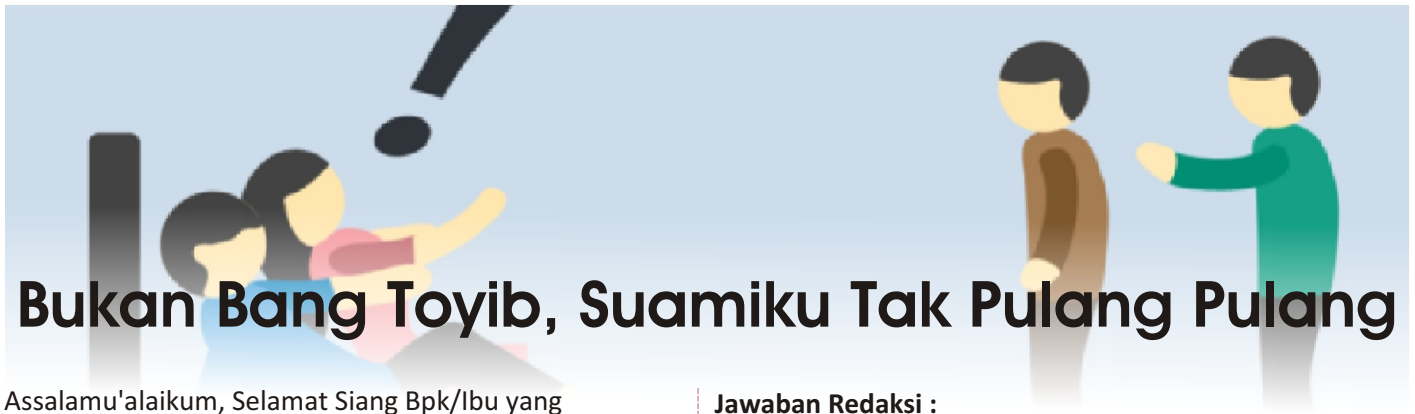 Bukan Bang Toyib, Suamiku Tak Pulang Pulang
Assalamu'alaikum, Selamat Siang Bpk/Ibu yang
Jawaban Redaksi :